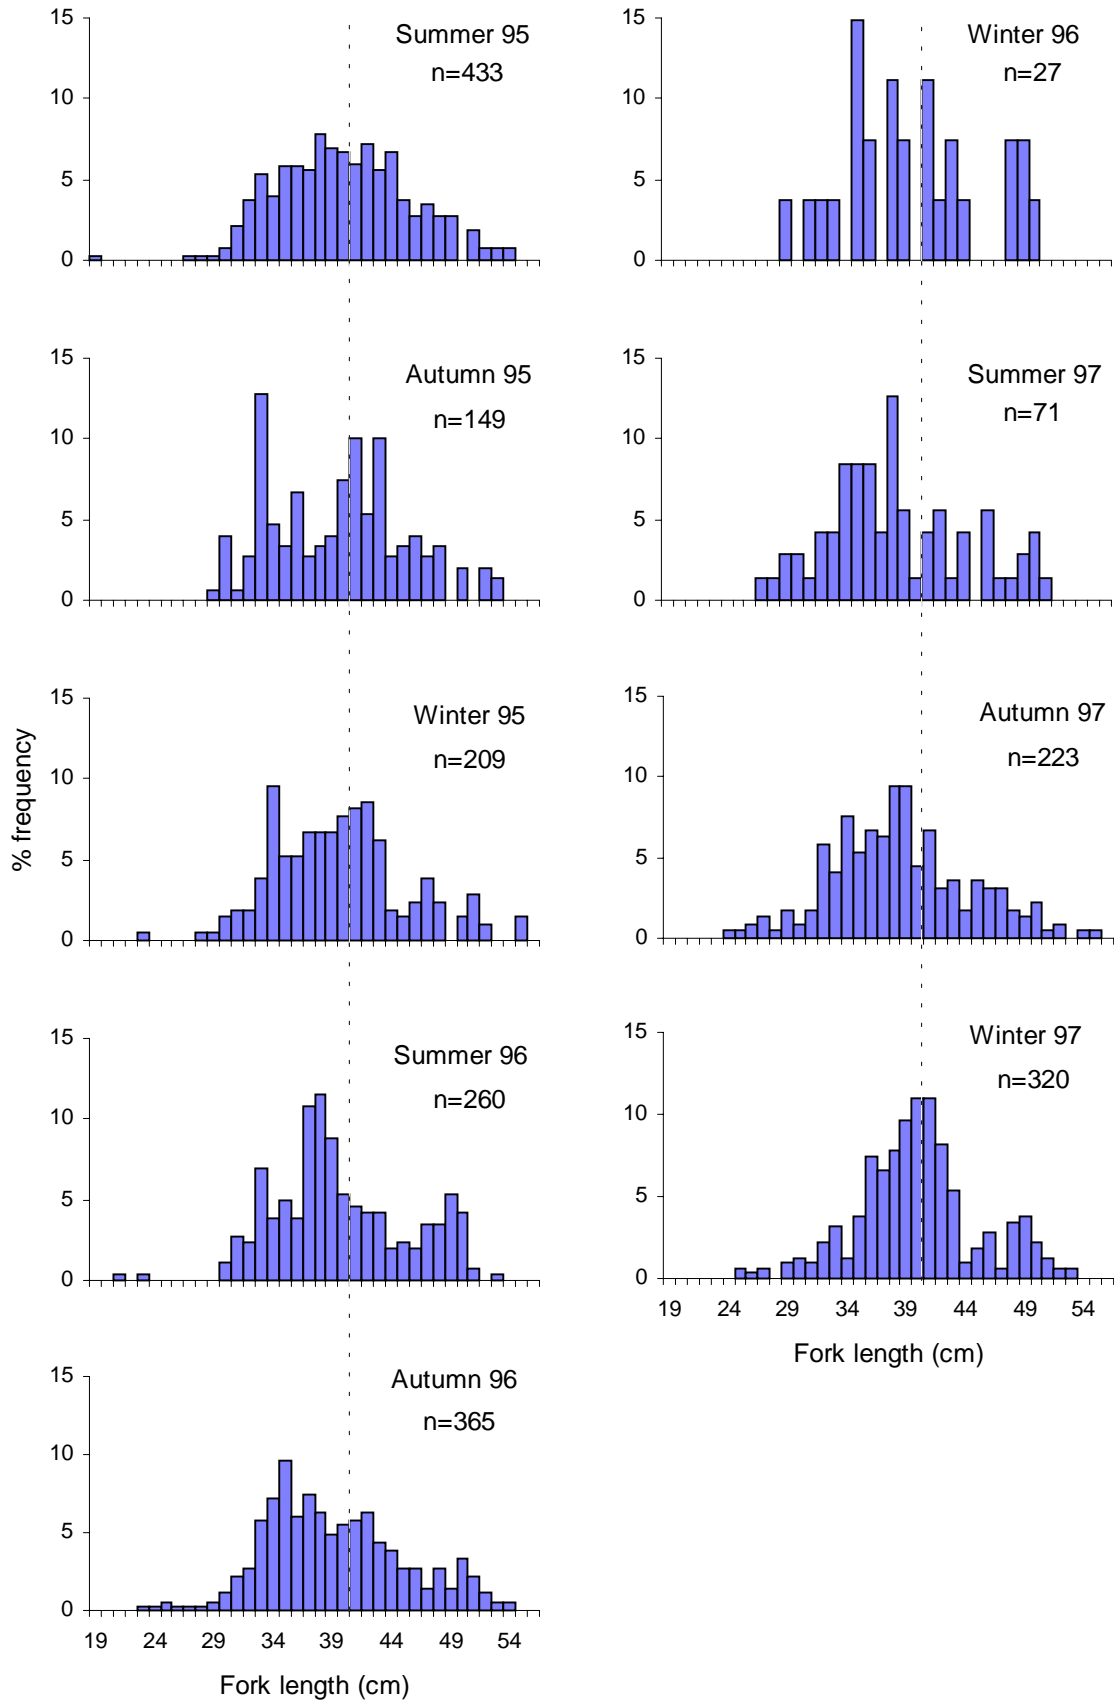 15
10
5
0
Summer 95
n=433
15
10
5
0
Autumn 95
n=149
% frequency
15
10
5
0
Winter 95
n=209
15
10
5
0
Summer 96
n=260
15
10
5
0
Autumn 96
n=365
19 24 29 34 39 44 49 54
Fork length (cm)
15
10
5
0
Winter 96
n=27
15
10
5
0
Summer 97
n=71
15
10
5
0
Autumn 97
n=223
15
10
5
0
Winter 97
n=320
19 24 29 34 39 44 49 54
Fork length (cm)